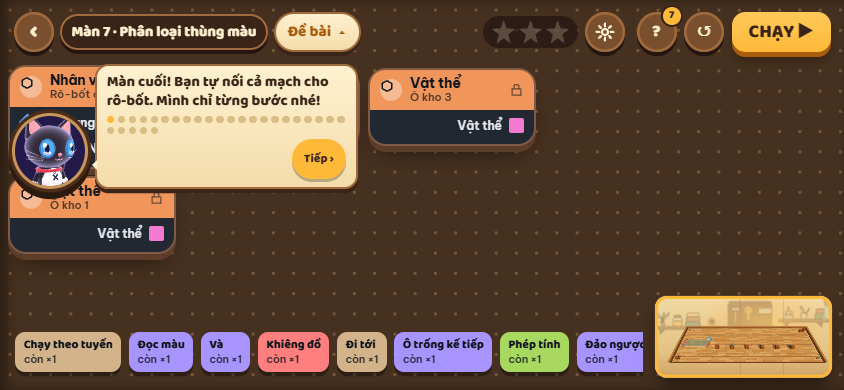 Màn 7 · Phân loại thùng màu
Đề bài
?
7
CHẠY
Nhân v
Rô-bốt
Màn cuối! Bạn tự nối cả mạch cho
rô-bốt. Mình chỉ từng bước nhé!
Tiếp ›
Vật thể
Ô kho 3
Vật thể
Ô kho 1
Vật thể
Chạy theo tuyến
còn ×1
Đọc màu
còn ×1
Và
còn ×1
Khiêng đồ
còn ×1
Đi tới
còn ×1
Ô trống kế tiếp
còn ×1
Phép tính
còn ×1
Đảo ngược
còn ×1